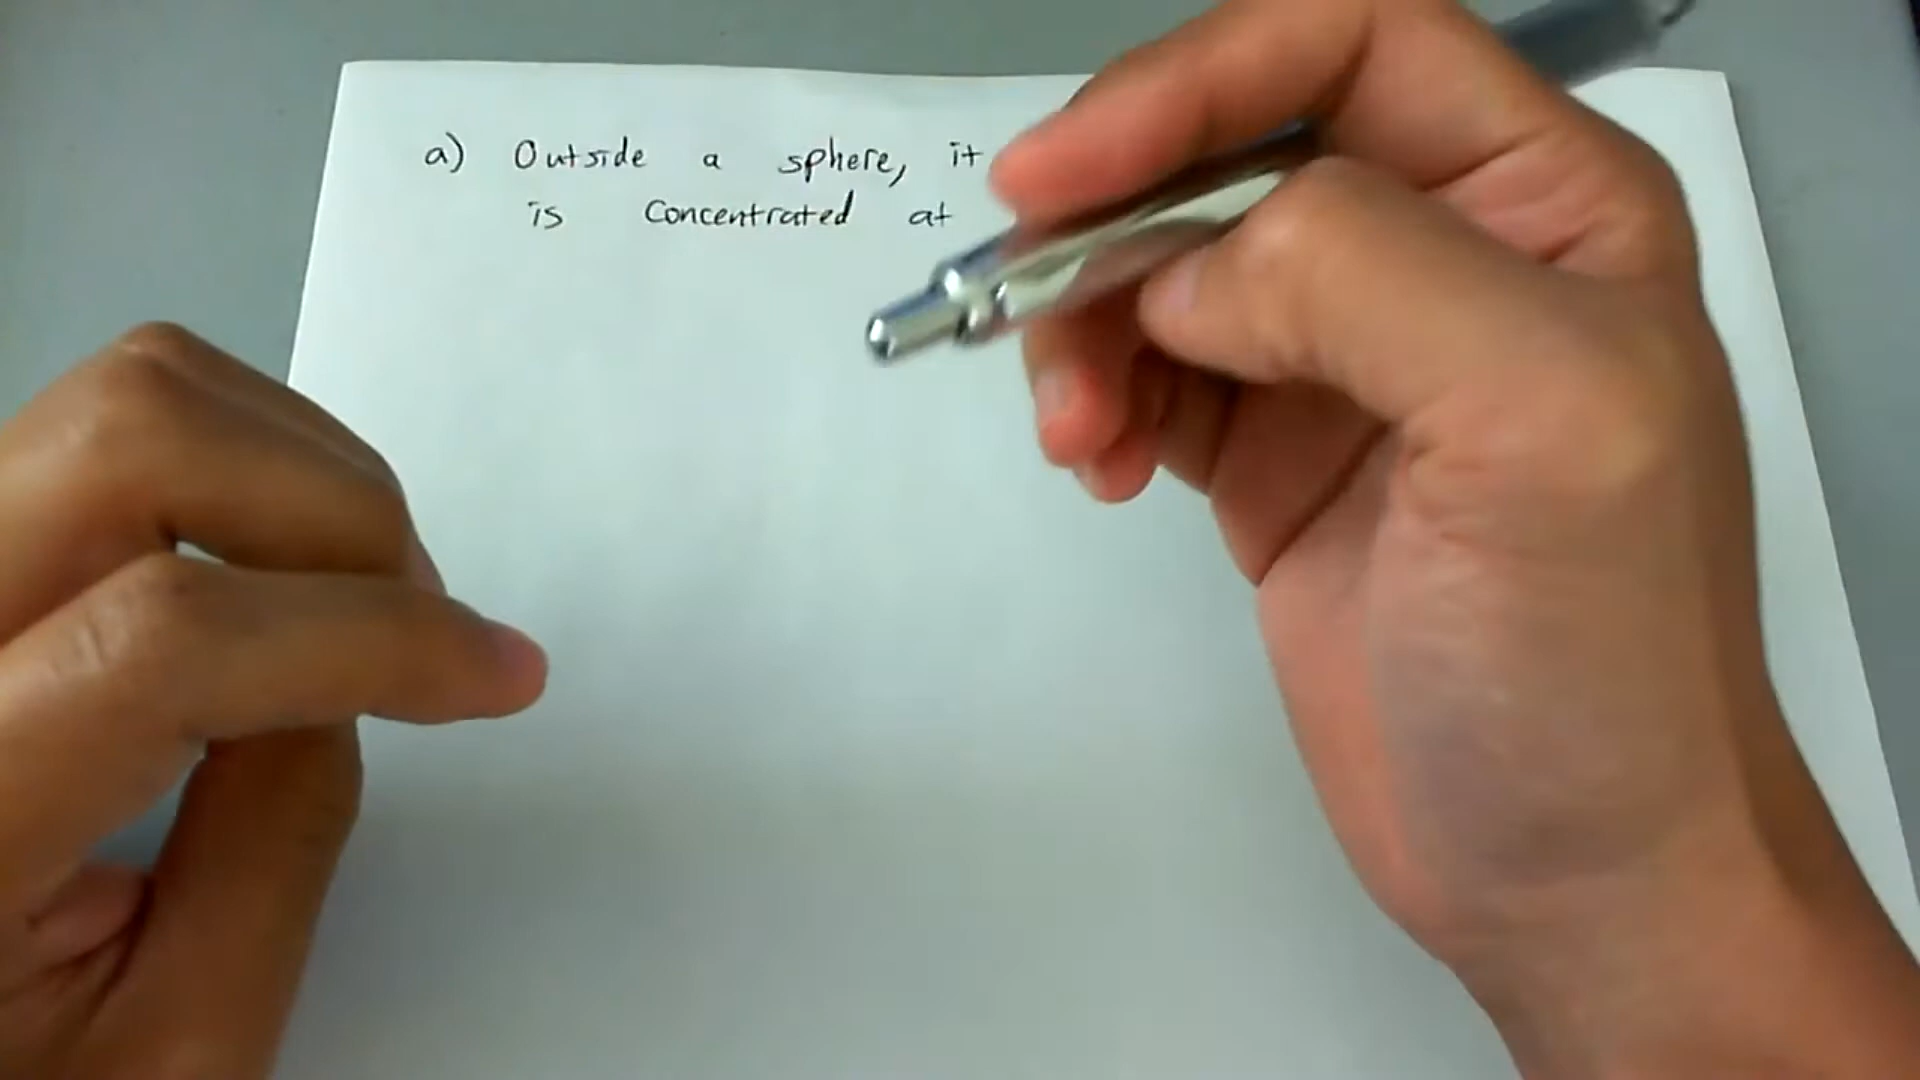 a) Outside a sphere, it
is Concentrated at